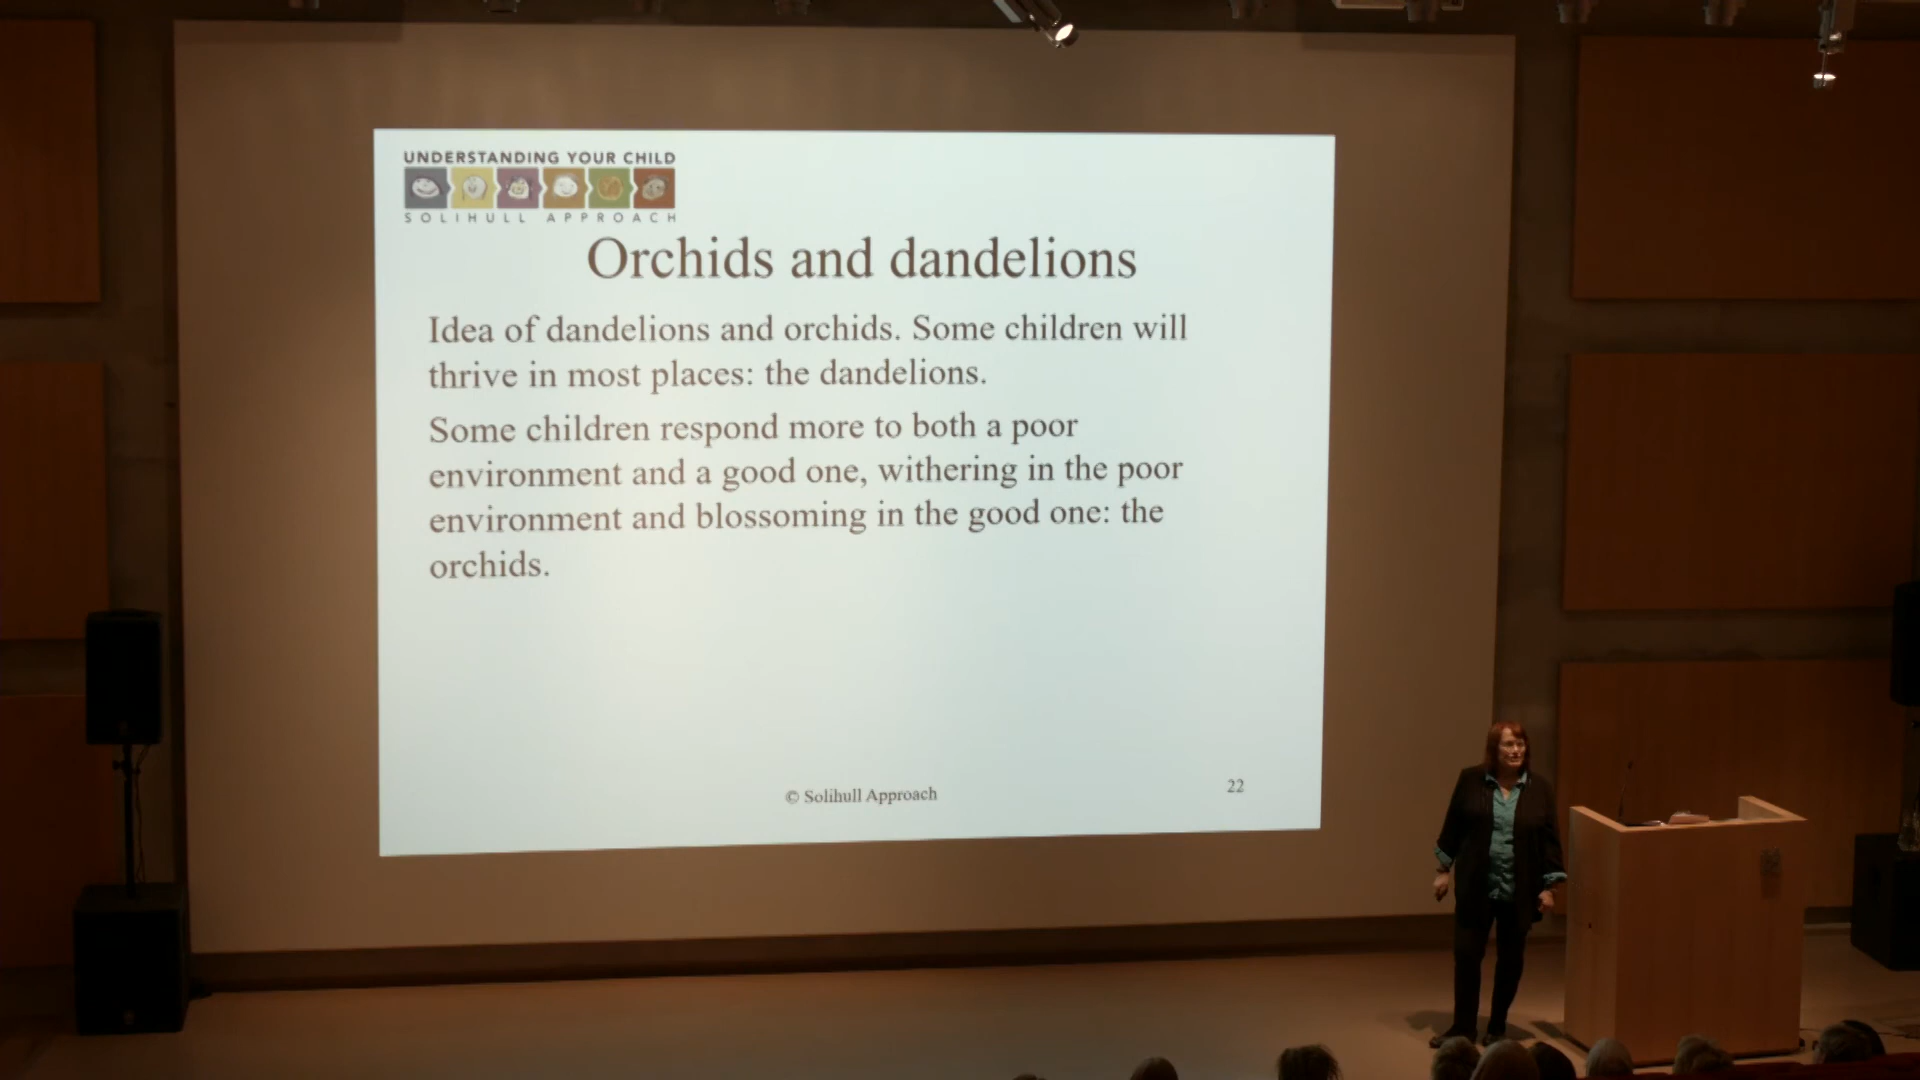 UNDERSTANDING YOUR CHILD
SOLIHULL APPROACH
Orchids and dandelions
Idea of dandelions and orchids. Some children will
thrive in most places: the dandelions.
Some children respond more to both a poor
environment and a good one, withering in the poor
environment and blossoming in the good one: the
orchids.
© Solihull Approach
22